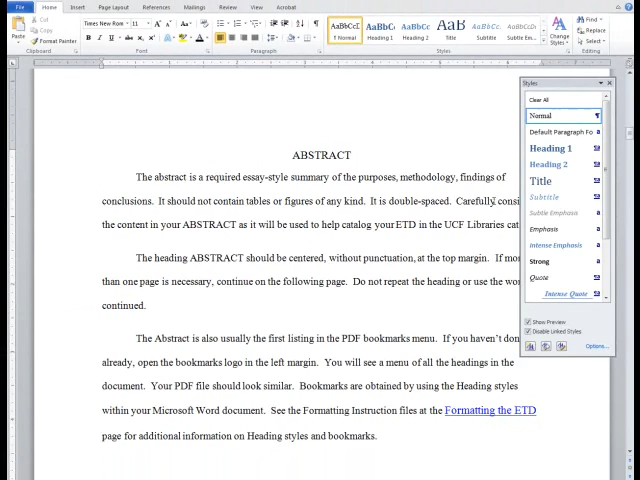 File Home Insert Page Layout References Mailings Review View Acrobat
Paste
Cut
Copy
Format Painter
Clipboard
Times New Rom 11
Font
Paragraph
AaBbCcI AaBbCc AaBbCc AaB AaBbCc. AaBbCcI
¶ Normal Heading 1 Heading 2 Title Subtitle Subtle Em...
Styles
Change
Styles
Find
Replace
Select
Editing
Styles
Clear All
Normal
Default Paragraph Fo
Heading 1
Heading 2
Title
Subtitle
Subtle Emphasis
Emphasis
Intense Emphasis
Strong
Quote
Intense Quote
Show Preview
Disable Linked Styles
Options...
ABSTRACT
The abstract is a required essay-style summary of the purposes, methodology, findings of
conclusions. It should not contain tables or figures of any kind. It is double-spaced. Carefully consi
the content in your ABSTRACT as it will be used to help catalog your ETD in the UCF Libraries cat
The heading ABSTRACT should be centered, without punctuation, at the top margin. If mor
than one page is necessary, continue on the following page. Do not repeat the heading or use the wo
continued.
The Abstract is also usually the first listing in the PDF bookmarks menu. If you haven't don
already, open the bookmarks logo in the left margin. You will see a menu of all the headings in the
document. Your PDF file should look similar. Bookmarks are obtained by using the Heading styles
within your Microsoft Word document. See the Formatting Instruction files at the Formatting the ETD
page for additional information on Heading styles and bookmarks.